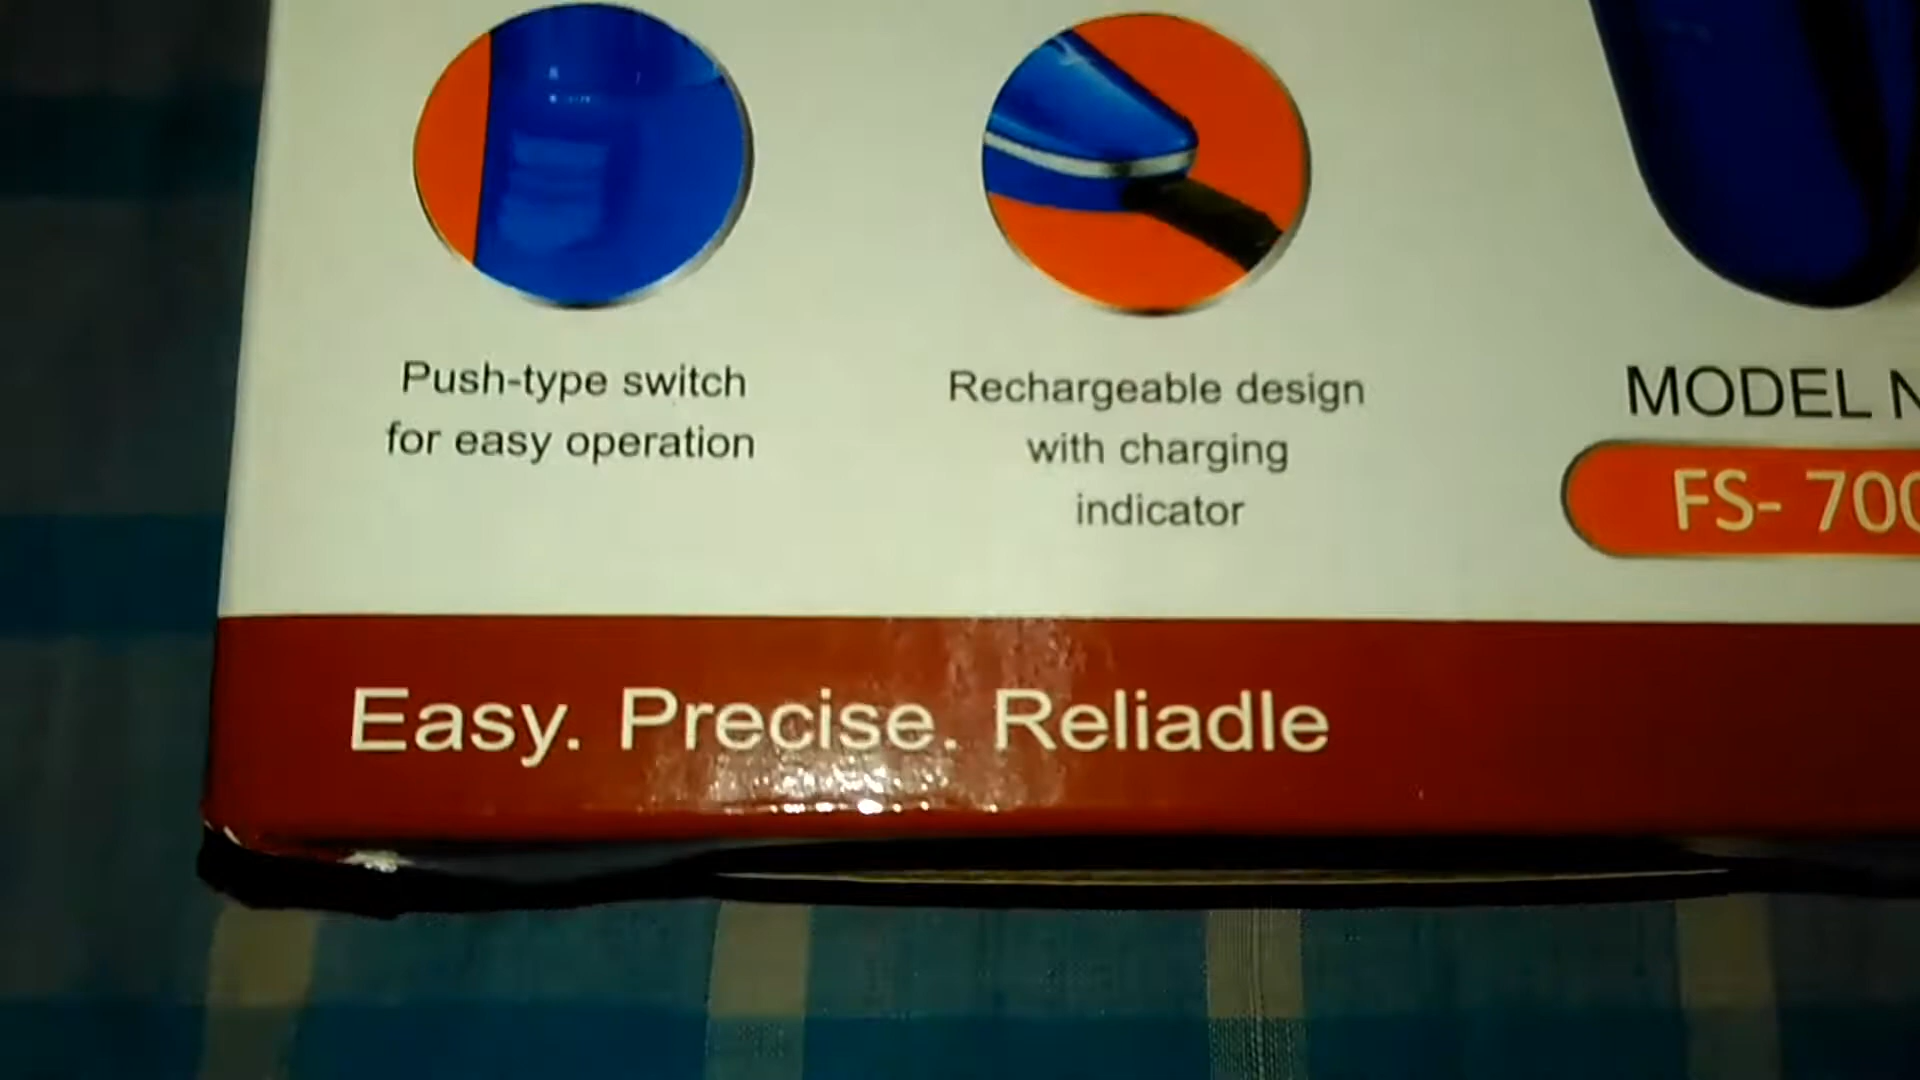 Push-type switch
for easy operation
Rechargeable design
with charging
indicator
MODEL
FS- 700
Easy. Precise. Reliadle